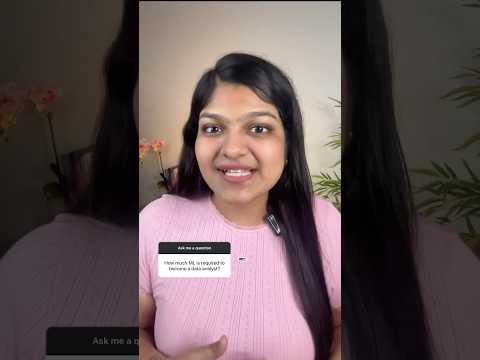 Ask me a question
How much ML is required to
become a data analyst?
Ask me a q